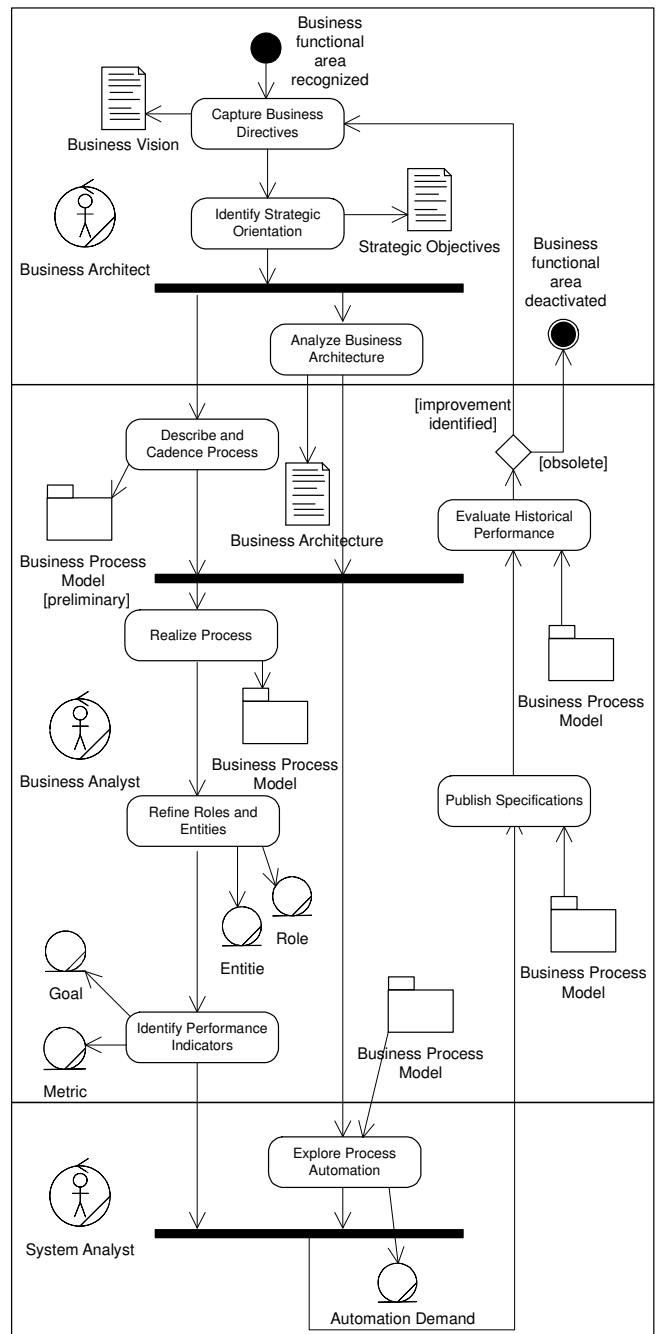 Business
functional
area
recognized
Capture Business
Directives
Business Vision
Identify Strategic
Orientation
Strategic Objectives
Business Architect
Business
functional
area
deactivated
Analyze Business
Architecture
[improvement
identified]
[obsolete]
Describe and
Cadence Process
Evaluate Historical
Performance
Business Architecture
Business Process
Model
[preliminary]
Realize Process
Business Process
Model
Business Analyst
Business Process
Model
Publish Specifications
Refine Roles and
Entities
Role
Entitie
Goal
Business Process
Model
Identify Performance
Indicators
Business Process
Model
Metric
Explore Process
Automation
System Analyst
Automation Demand